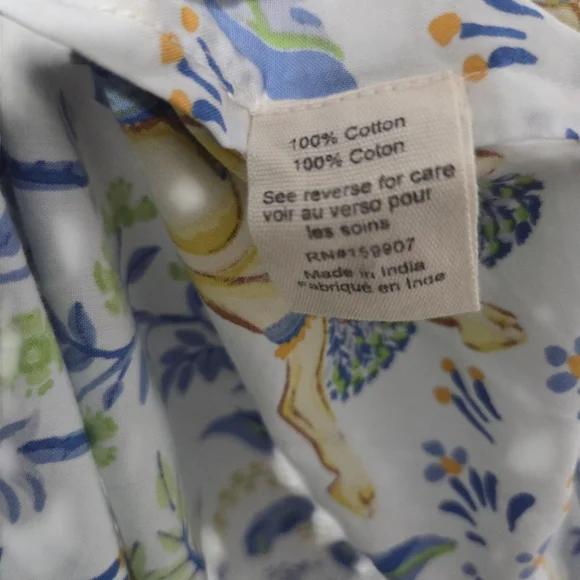 100% Cotton
100% Coton
See reverse for care
voir au verso pour
les soins
RN#159907
Made in India
Fabriqué en Inde